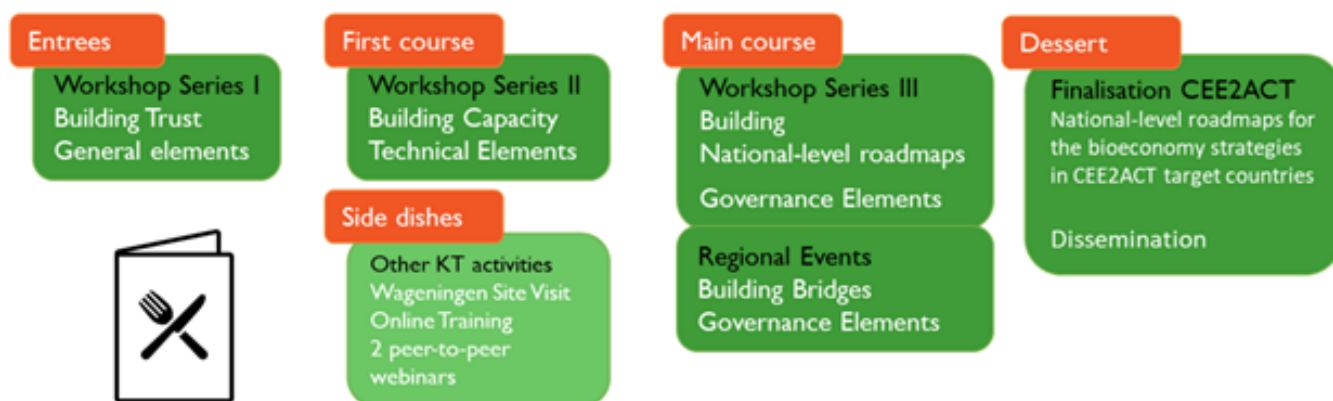 Entrees
Workshop Series I
Building Trust
General elements
First course
Workshop Series II
Building Capacity
Technical Elements
Side dishes
Other KT activities
Wageningen Site Visit
Online Training
2 peer-to-peer
webinars
Main course
Workshop Series III
Building
National-level roadmaps
Governance Elements
Regional Events
Building Bridges
Governance Elements
Dessert
Finalisation CEE2ACT
National-level roadmaps for
the bioeconomy strategies
in CEE2ACT target countries
Dissemination